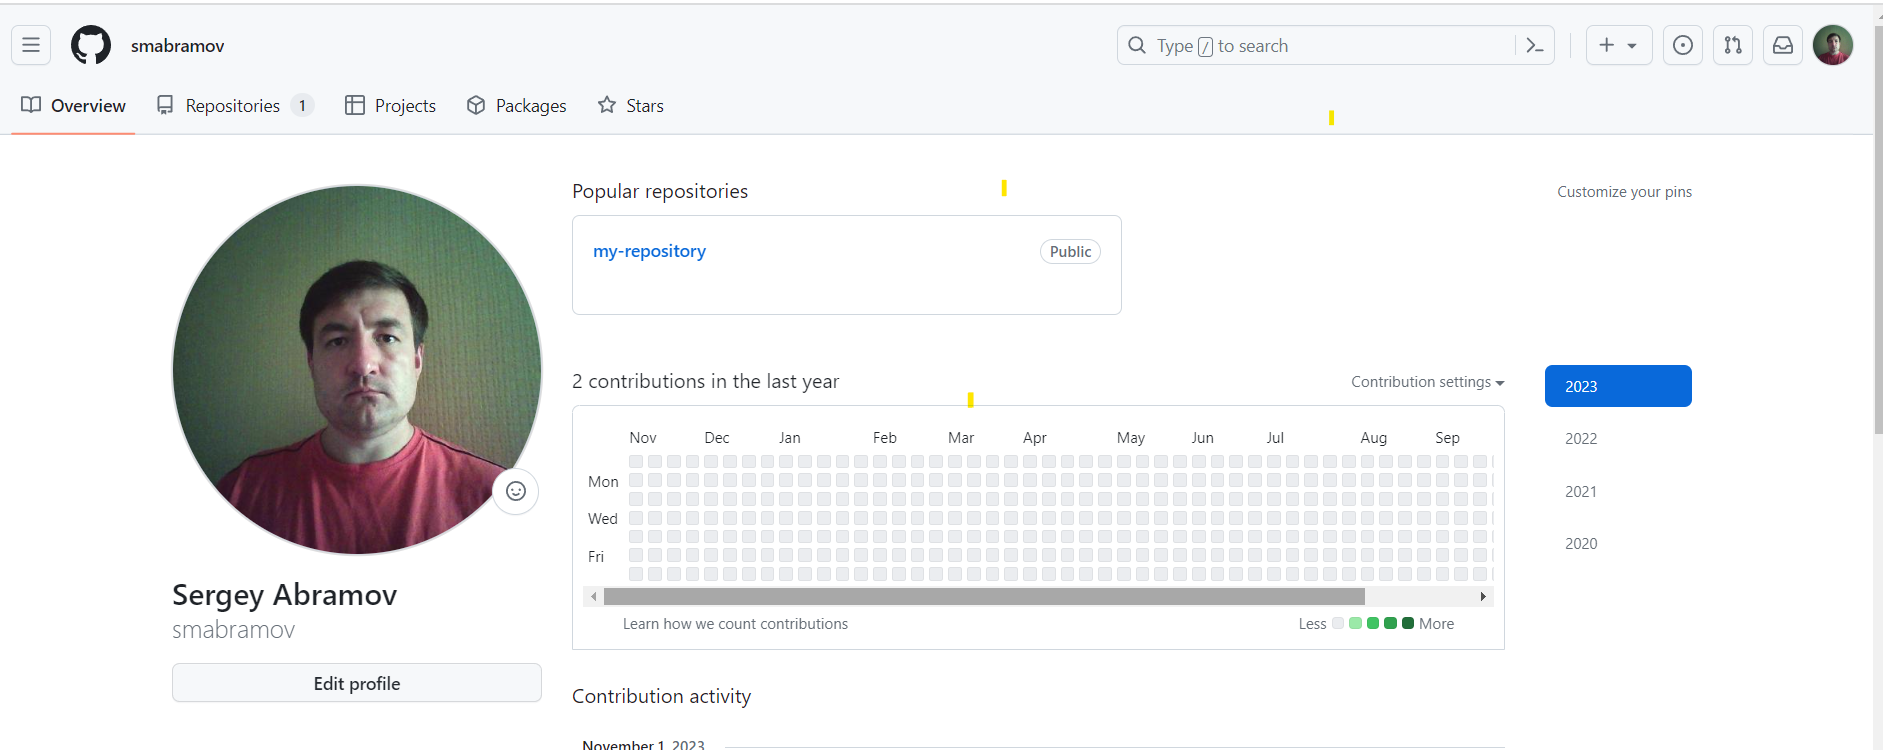 smabramov
Type / to search
Overview Repositories 1 Projects Packages Stars
Popular repositories
Customize your pins
my-repository Public
2 contributions in the last year
Contribution settings
2023
2022
2021
2020
Nov Dec Jan Feb Mar Apr May Jun Jul Aug Sep
Mon
Wed
Fri
Learn how we count contributions
Less More
Sergey Abramov
smabramov
Edit profile
Contribution activity
November 1, 2023